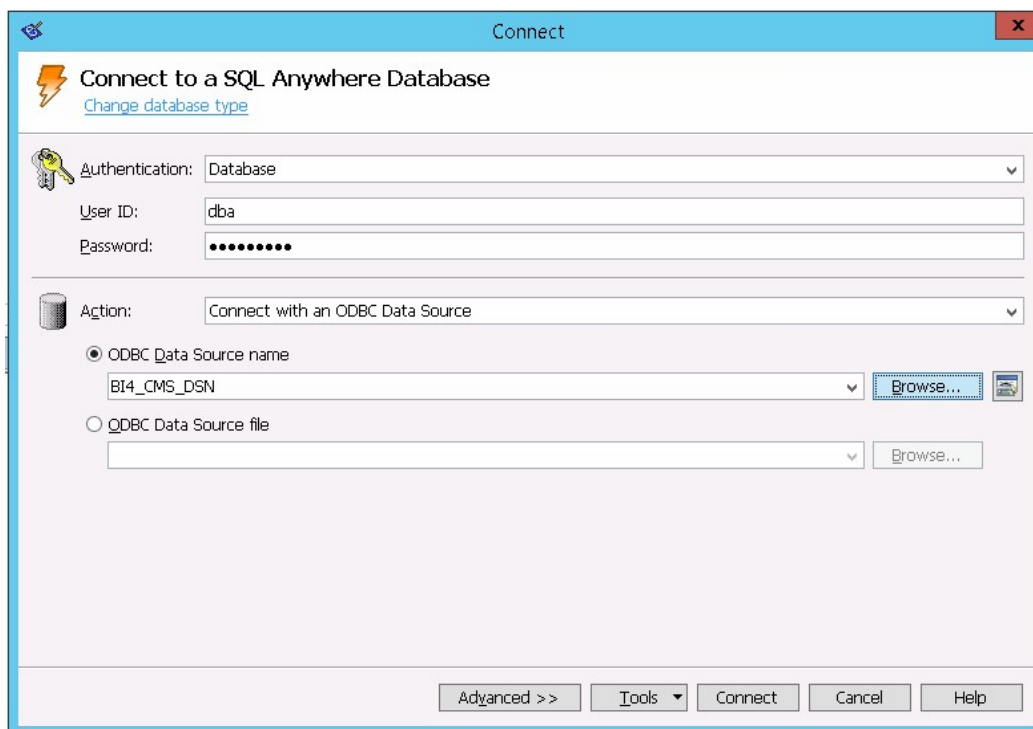 Connect
x
Connect to a SQL Anywhere Database
Change database type
Authentication: Database
User ID: dba
Password: •••••••••
Action: Connect with an ODBC Data Source
ODBC Data Source name
BI4_CMS_DSN Browse...
ODBC Data Source file
Browse...
Advanced >> Tools Connect Cancel Help